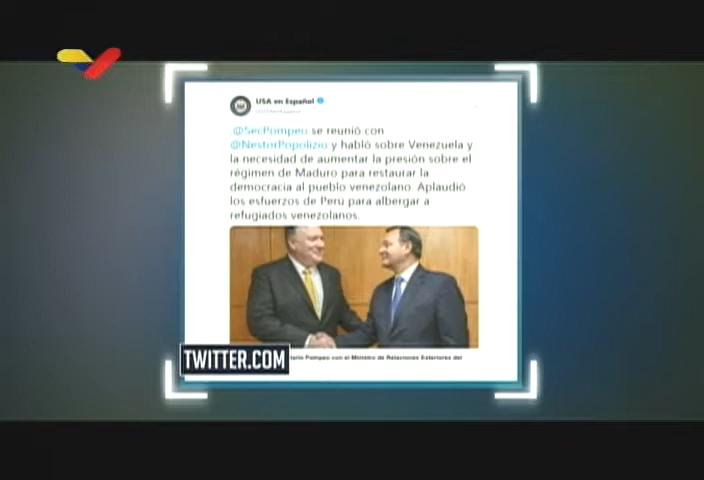 USA en Español
.@SecPompeo se reunió con
@NestorPopolizio y habló sobre Venezuela y
la necesidad de aumentar la presión sobre el
régimen de Maduro para restaurar la
democracia al pueblo venezolano. Aplaudió
los esfuerzos de Perú para albergar a
refugiados venezolanos.
Pompeo con el Ministro de Relaciones Exteriores del
TWITTER.COM